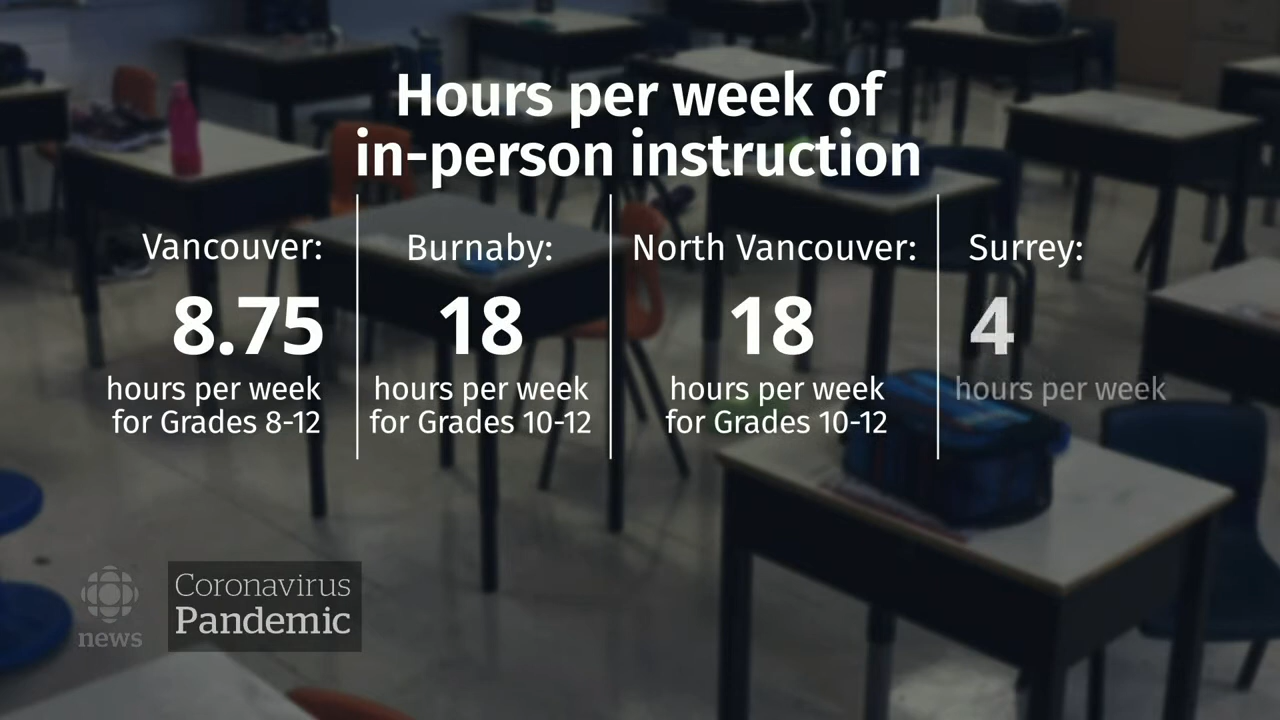 Hours per week of
in-person instruction
Vancouver:
8.75
hours per week
for Grades 8-12
Burnaby:
18
hours per week
for Grades 10-12
North Vancouver:
18
hours per week
for Grades 10-12
Surrey:
4
hours per week
news
Coronavirus
Pandemic